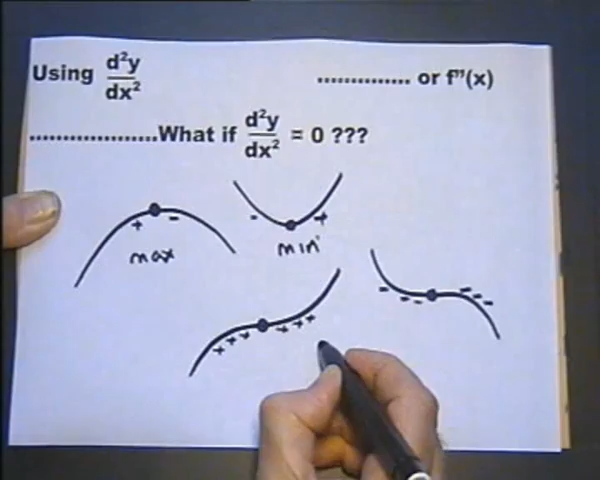 Using d²y/dx² .............. or f''(x)
...................What if d²y/dx² = 0 ???
+ - - +
max min
- - - - - -
+ + + + + +